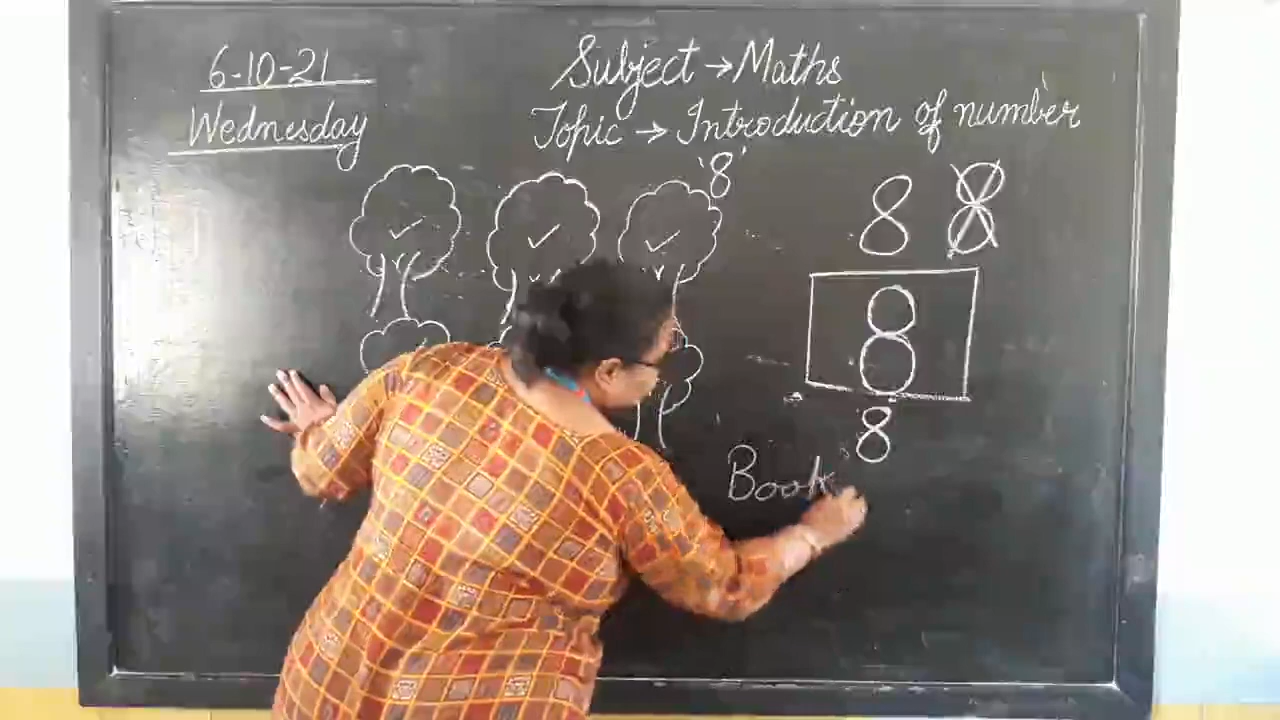 6-10-21
Wednesday
Subject → Maths
Topic → Introduction of number
'8'
8 8
8
8
Book